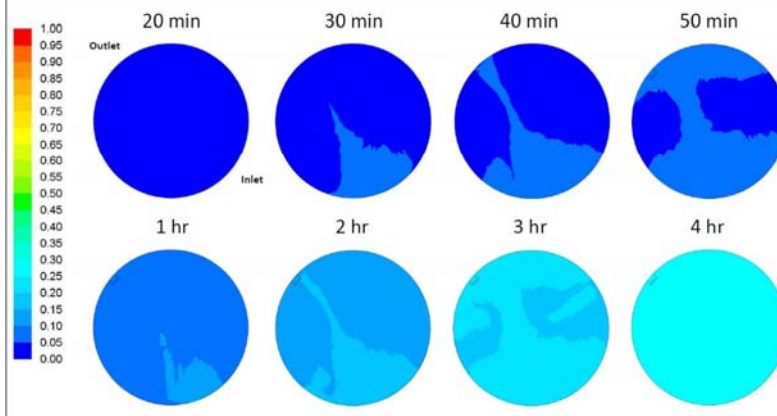 20 min
30 min
40 min
50 min
Outlet
Inlet
1.00
0.95
0.90
0.85
0.80
0.75
0.70
0.65
0.60
0.55
0.50
0.45
0.40
0.35
0.30
0.25
0.20
0.15
0.10
0.05
0.00
1 hr
2 hr
3 hr
4 hr